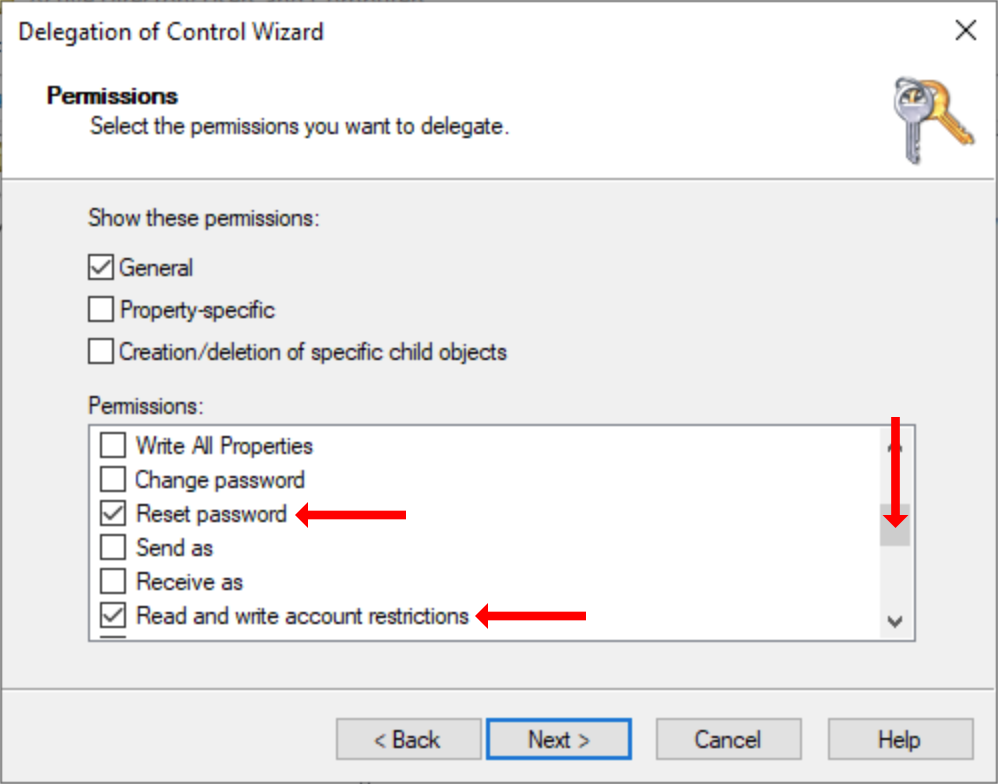 Delegation of Control Wizard
Permissions
Select the permissions you want to delegate.
Show these permissions:
General
Property-specific
Creation/deletion of specific child objects
Permissions:
Write All Properties
Change password
Reset password
Send as
Receive as
Read and write account restrictions
< Back Next > Cancel Help